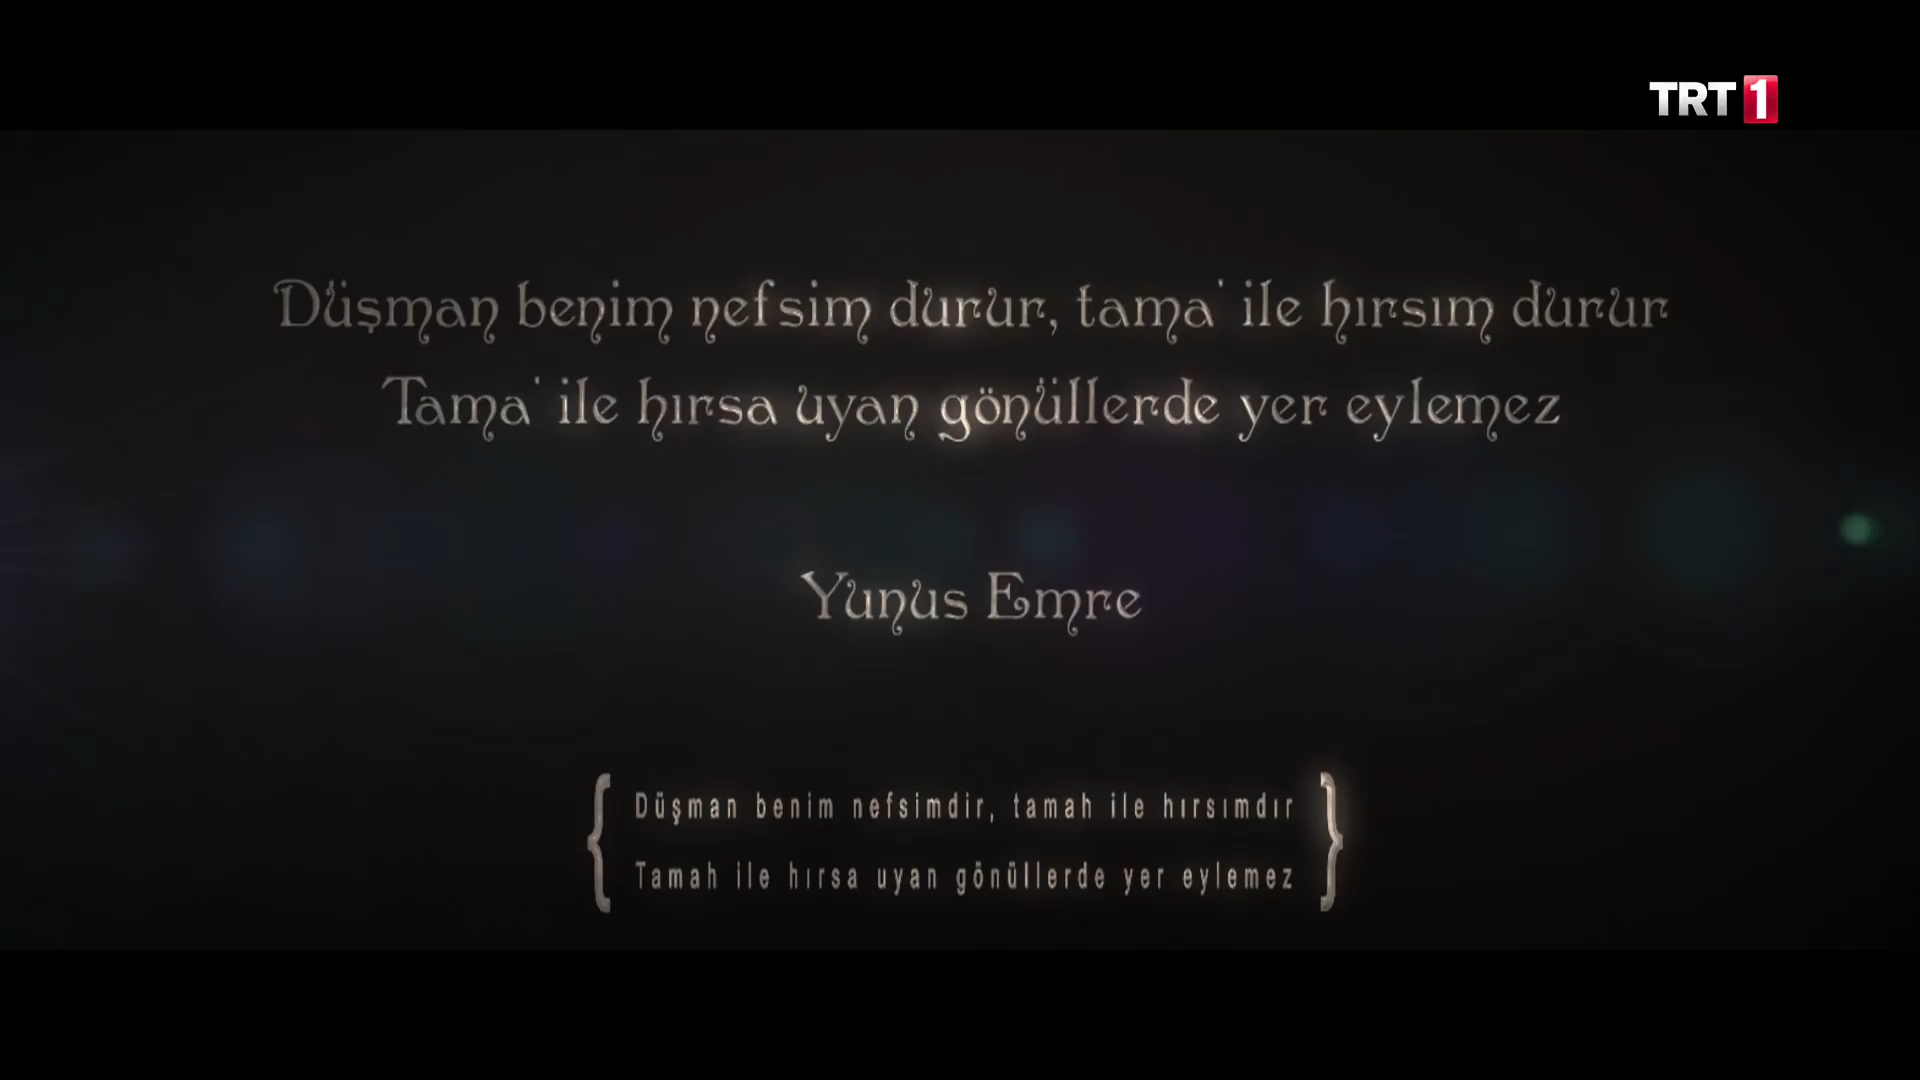 TRT 1
Düşman benim nefsim durur, tama' ile hırsım durur
Tama' ile hırsa uyan gönüllerde yer eylemez
Yunus Emre
{ Düşman benim nefsimdir, tamah ile hırsımdır
Tamah ile hırsa uyan gönüllerde yer eylemez }